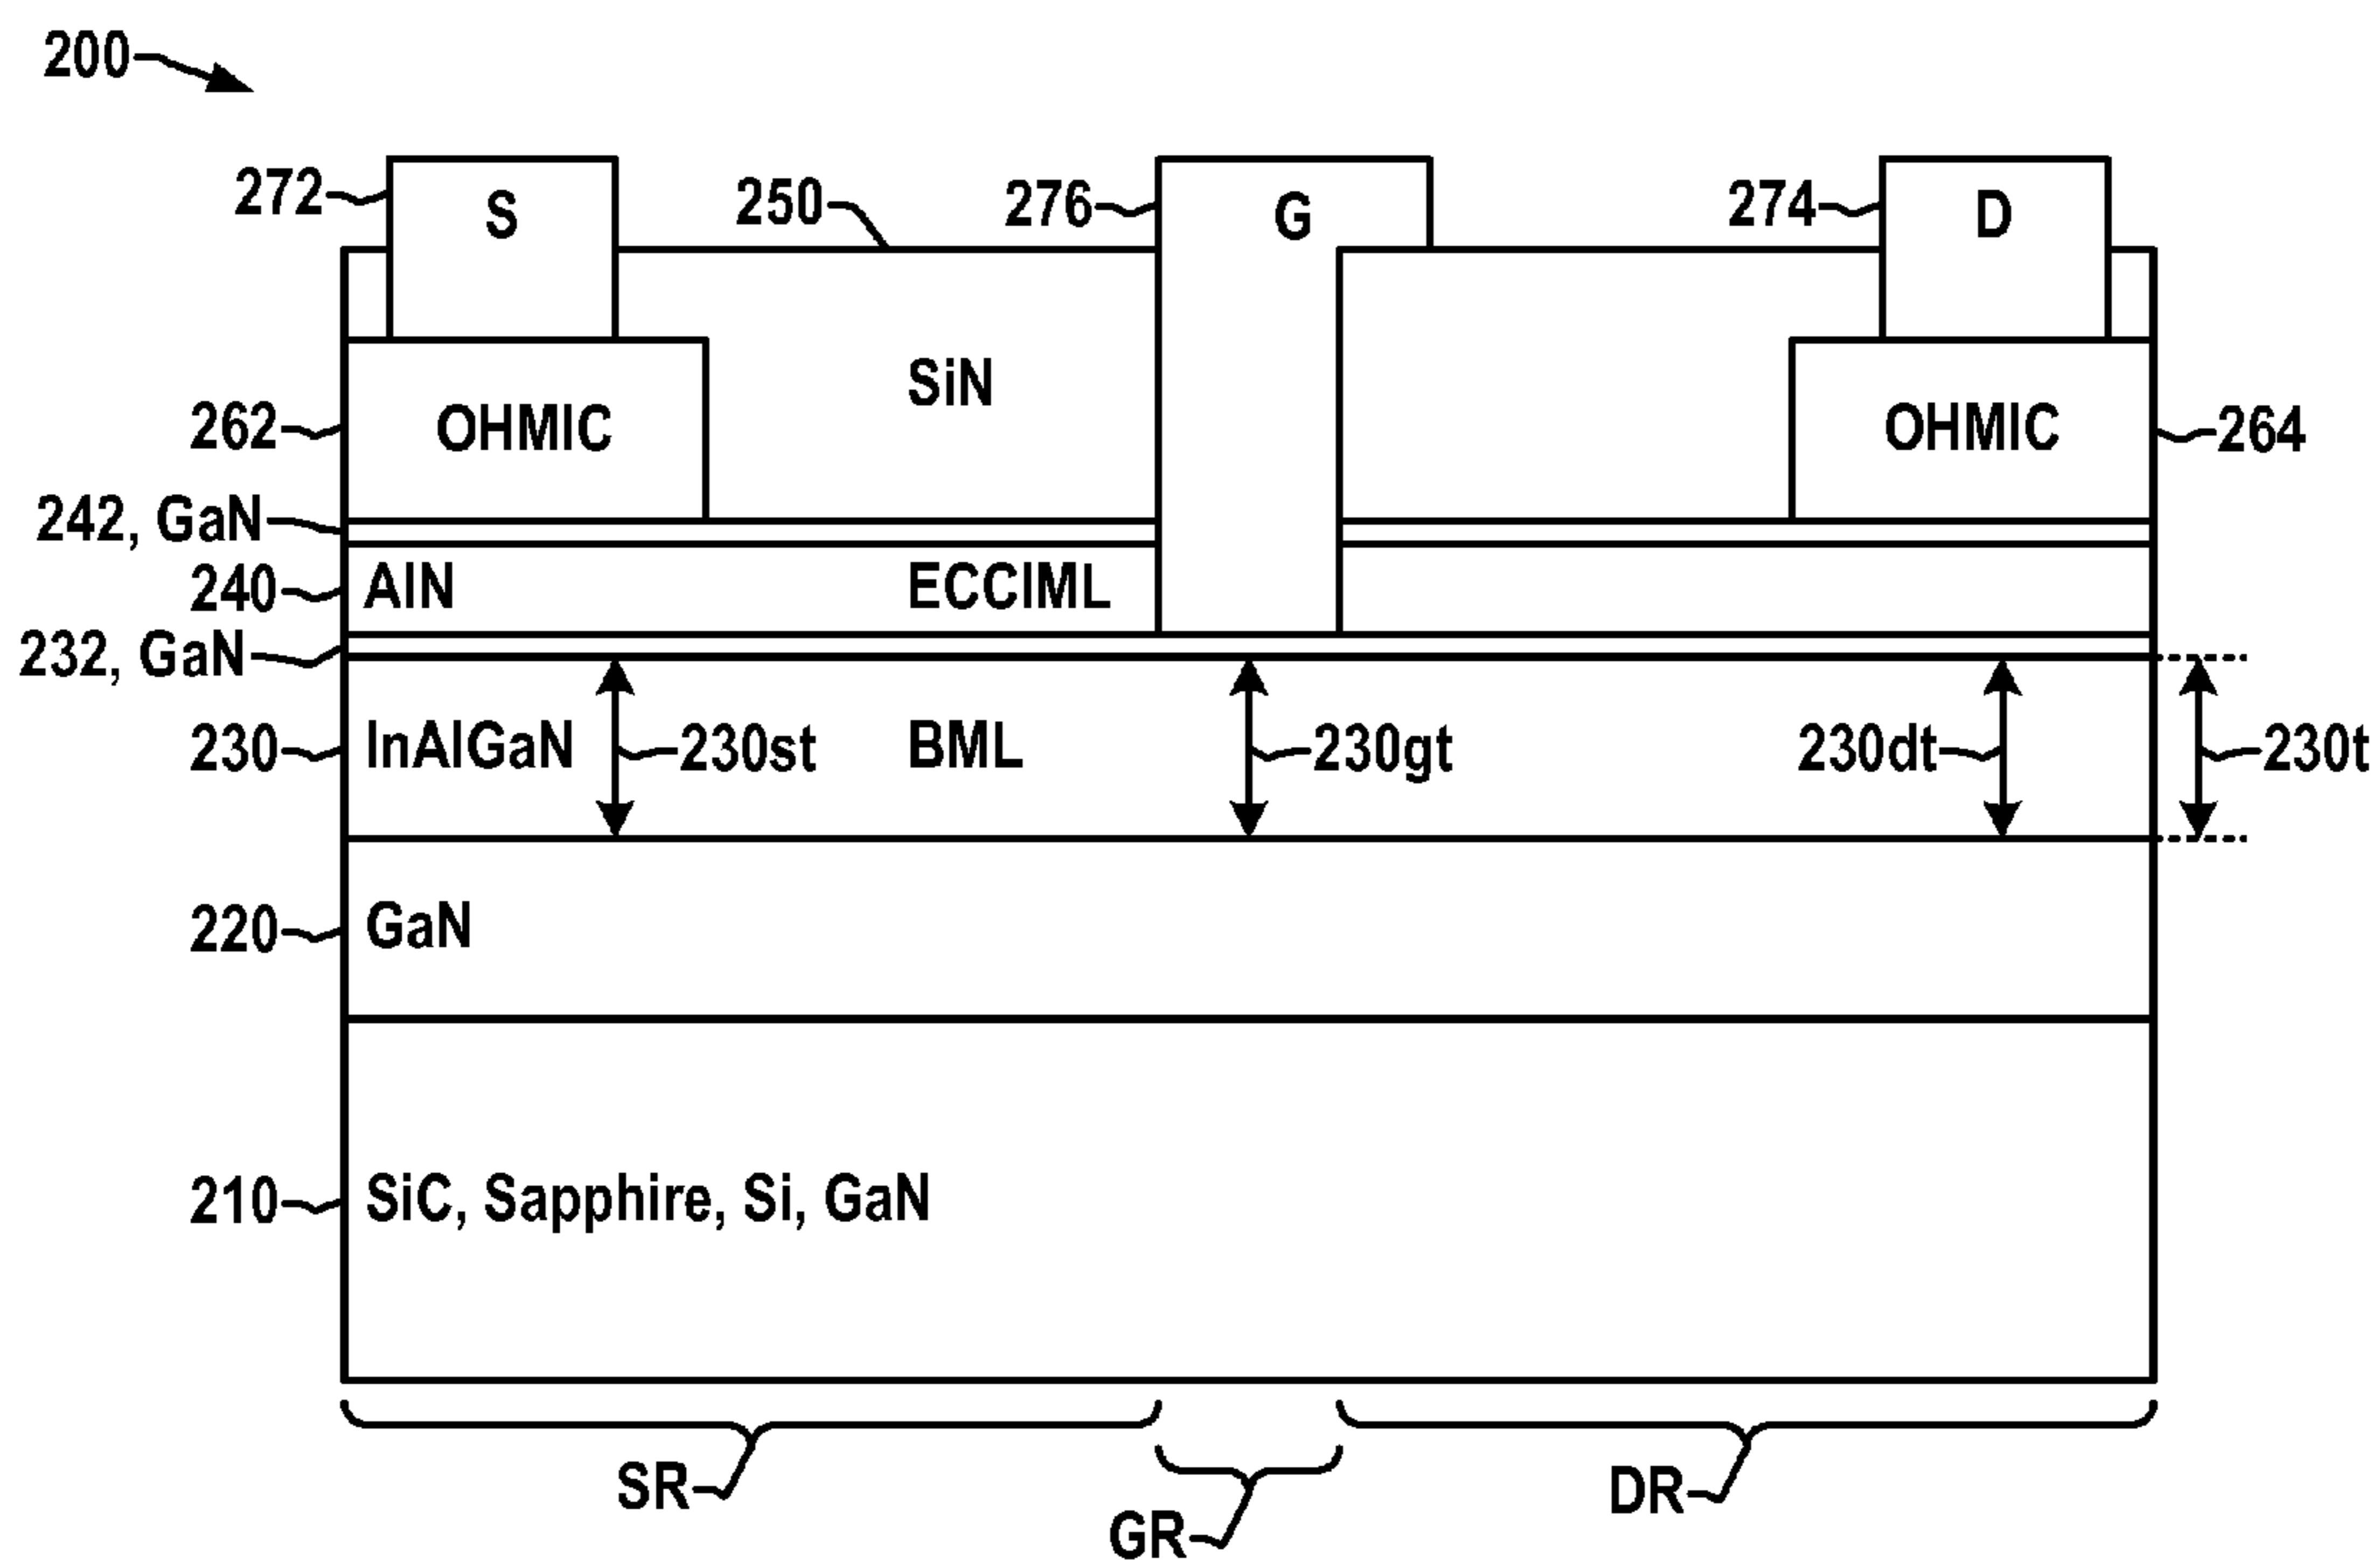 200
272
S
250
276
G
274
D
SiN
262
OHMIC
OHMIC
264
242, GaN
240
AlN
ECCIML
232, GaN
230
InAlGaN
230st
BML
230gt
230dt
230t
220
GaN
210
SiC, Sapphire, Si, GaN
SR
GR
DR